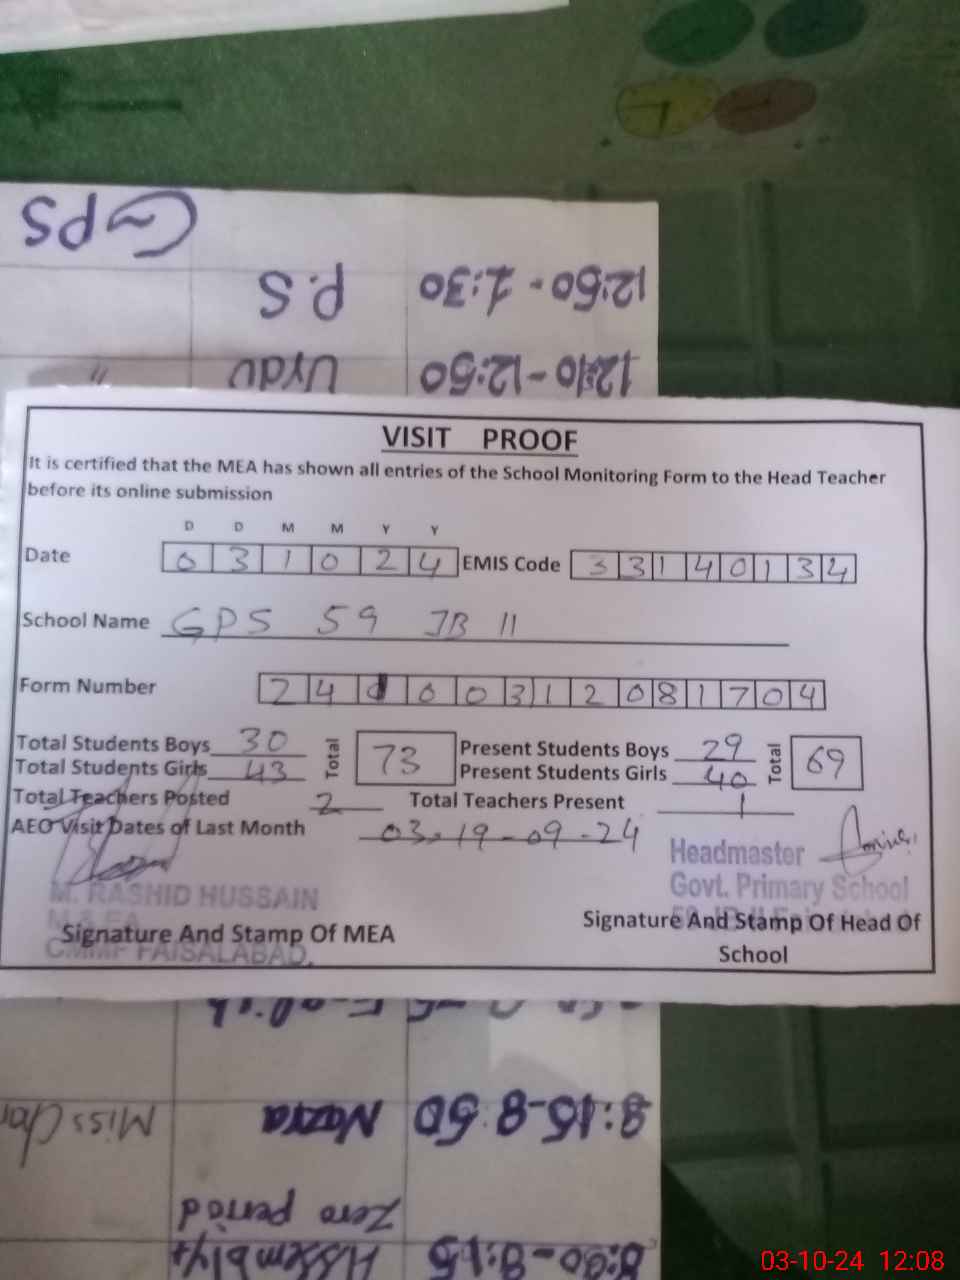 GPS
12:50-1:30 P.S
12:10-12:50 Urdu "
VISIT PROOF
It is certified that the MEA has shown all entries of the School Monitoring Form to the Head Teacher
before its online submission
D D M M Y Y
Date 0 3 1 0 2 4 EMIS Code 3 3 1 4 0 1 3 4
School Name GPS 59 JB II
Form Number 2 4 0 0 0 3 1 2 0 8 1 7 0 4
Total Students Boys 30 Total 73 Present Students Boys 29 Total 69
Total Students Girls 43 Present Students Girls 40
Total Teachers Posted 2 Total Teachers Present 1
AEO Visit Dates of Last Month 03-19-09-24
Headmaster
Govt. Primary School
M. RASHID HUSSAIN
Signature And Stamp Of MEA
CMMF FAISALABAD.
Signature And Stamp Of Head Of
School
English
8:15-8:50 Nazra Miss
Zero period
8:00-8:15 Assembly+
03-10-24 12:08